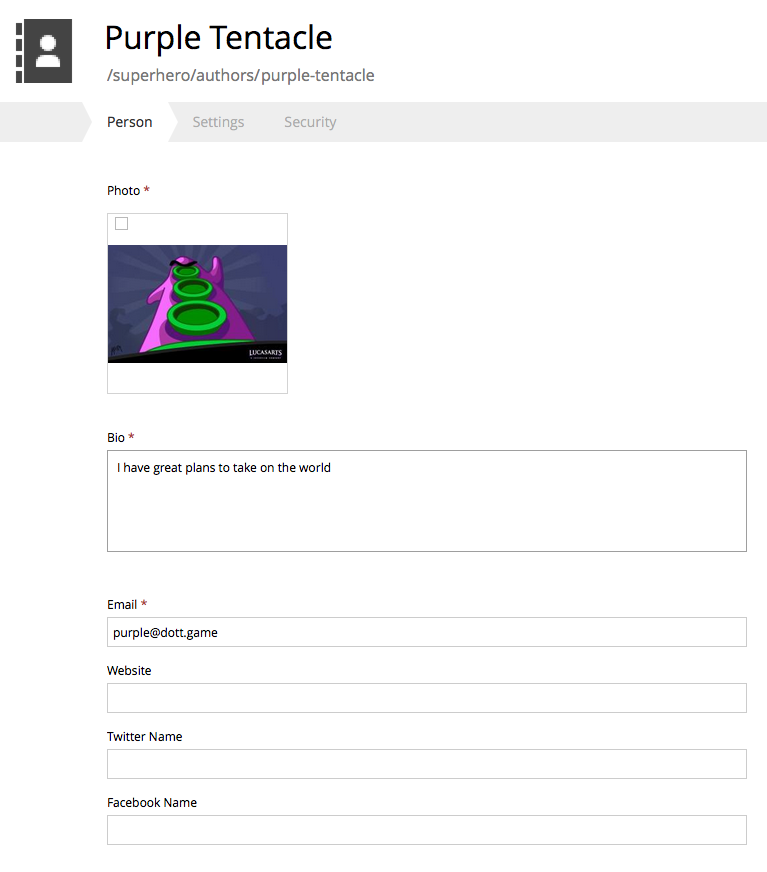 Purple Tentacle
/superhero/authors/purple-tentacle
Person Settings Security
Photo *
LUCASARTS
Bio *
I have great plans to take on the world
Email *
purple@dott.game
Website
Twitter Name
Facebook Name